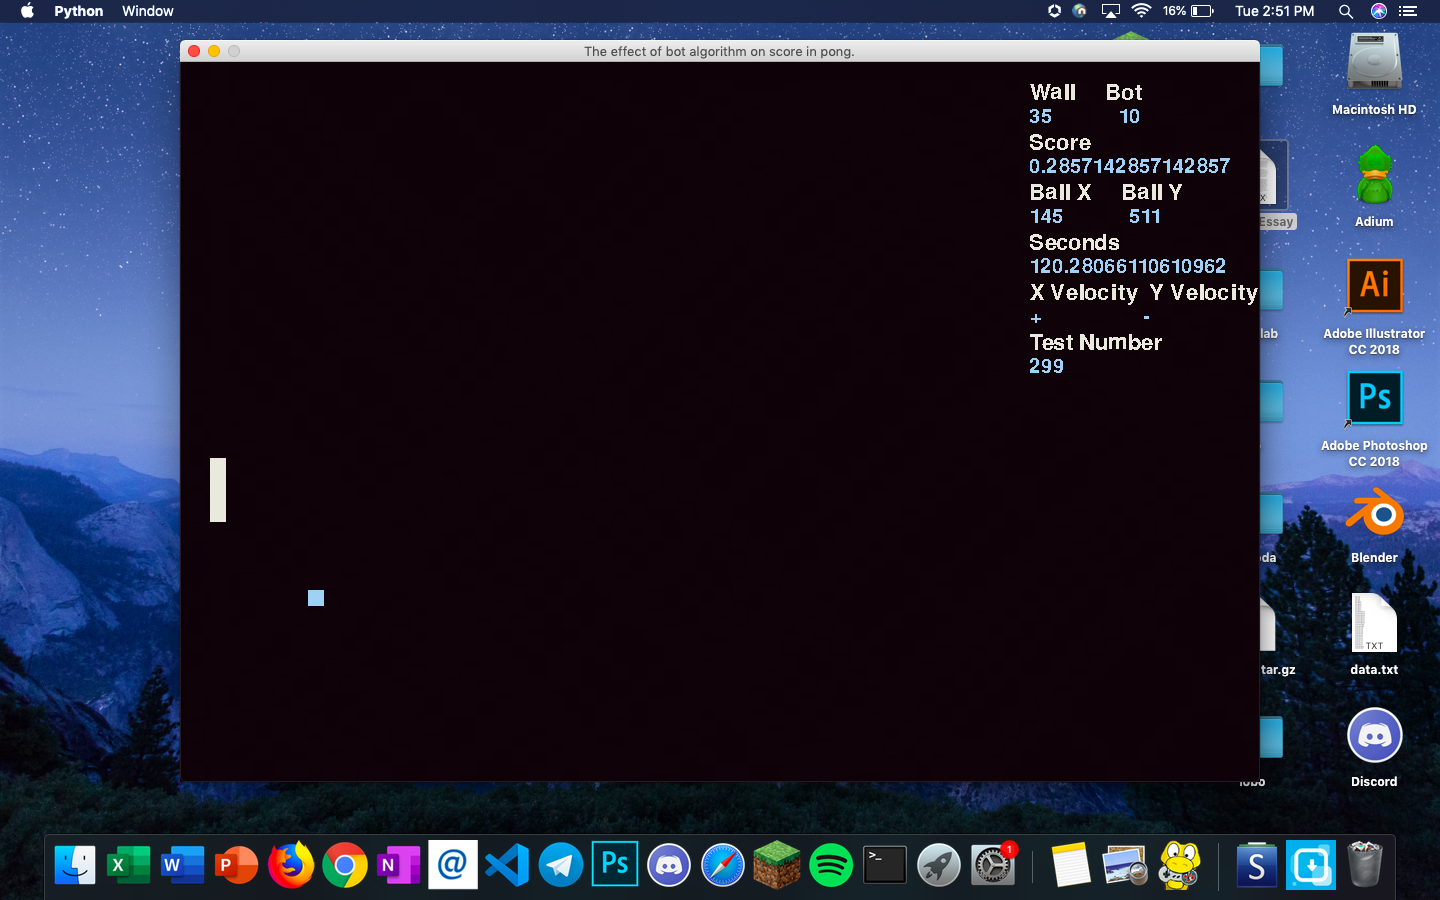 Python Window 16% Tue 2:51 PM
The effect of bot algorithm on score in pong.
Wall Bot
35 10
Score
0.2857142857142857
Ball X Ball Y
145 511
Seconds
120.28066110610962
X Velocity Y Velocity
+ -
Test Number
299
Macintosh HD
Essay
Adium
Ai
lab
Adobe Illustrator
CC 2018
Ps
Adobe Photoshop
CC 2018
da
Blender
TXT
tar.gz
data.txt
Discord
X W P N @ Ps >_ 1 S